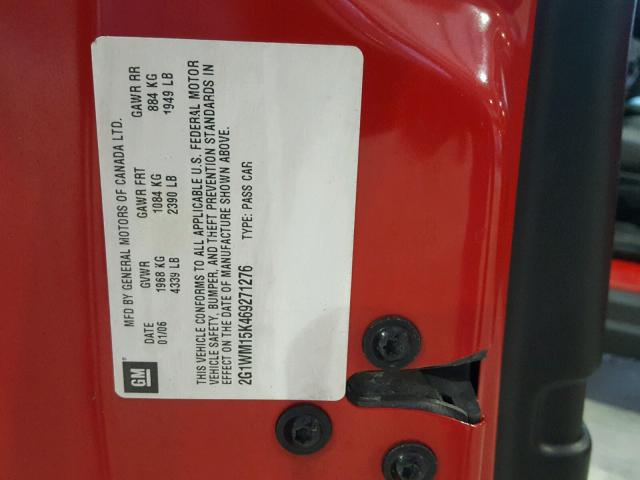 MFD BY GENERAL MOTORS OF CANADA LTD.
DATE GVWR GAWR FRT GAWR RR
01/06 1968 KG 1084 KG 884 KG
4339 LB 2390 LB 1949 LB
THIS VEHICLE CONFORMS TO ALL APPLICABLE U.S. FEDERAL MOTOR
VEHICLE SAFETY, BUMPER, AND THEFT PREVENTION STANDARDS IN
EFFECT ON THE DATE OF MANUFACTURE SHOWN ABOVE.
2G1WM15K469271276 TYPE: PASS CAR
GM